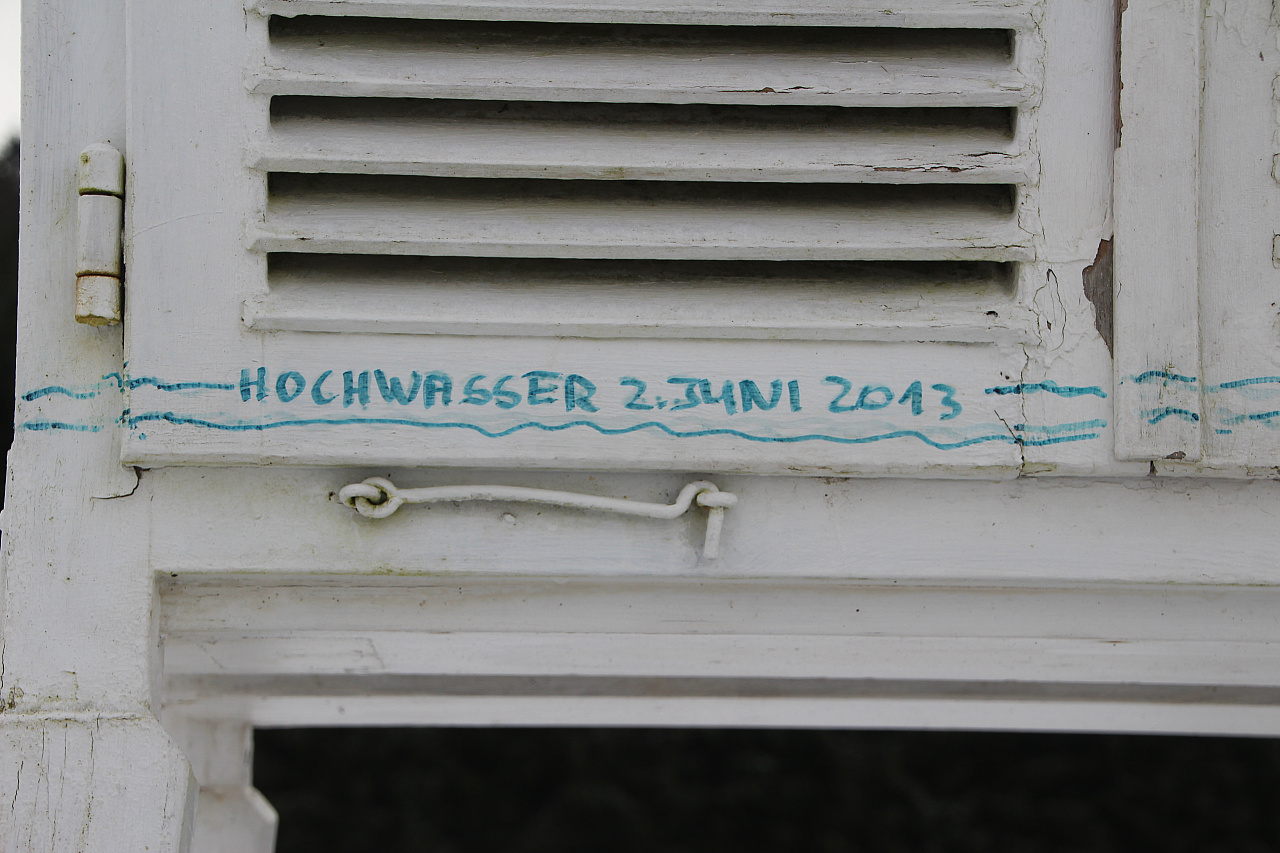 HOCHWASSER 2. JUNI 2013